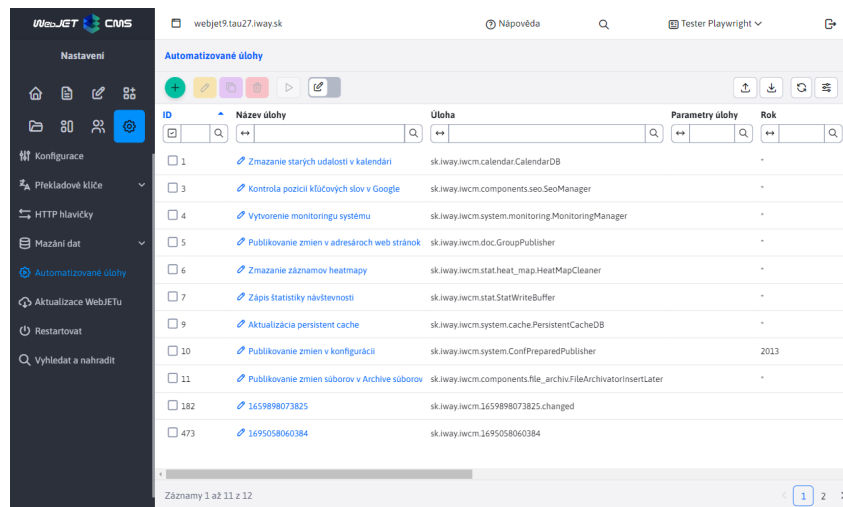 WebJET CMS
webjet9.tau27.iway.sk
Nápověda
Tester Playwright
Nastavení
Automatizované úlohy
ID Název úlohy Úloha Parametry úlohy Rok
Konfigurace
Překladové klíče
HTTP hlavičky
Mazání dat
Automatizované úlohy
Aktualizace WebJETu
Restartovat
Vyhledat a nahradit
1 Zmazanie starých udalostí v kalendári sk.iway.iwcm.calendar.CalendarDB *
3 Kontrola pozícií kľúčových slov v Google sk.iway.iwcm.components.seo.SeoManager *
4 Vytvorenie monitoringu systému sk.iway.iwcm.system.monitoring.MonitoringManager *
5 Publikovanie zmien v adresároch web stránok sk.iway.iwcm.doc.GroupPublisher *
6 Zmazanie záznamov heatmapy sk.iway.iwcm.stat.heat_map.HeatMapCleaner *
7 Zápis štatistiky návštevnosti sk.iway.iwcm.stat.StatWriteBuffer *
9 Aktualizácia persistent cache sk.iway.iwcm.system.cache.PersistentCacheDB *
10 Publikovanie zmien v konfigurácii sk.iway.iwcm.system.ConfPreparedPublisher 2013
11 Publikovanie zmien súborov v Archíve súborov sk.iway.iwcm.components.file_archiv.FileArchivatorInsertLater *
182 1659898073825 sk.iway.iwcm.1659898073825.changed
473 1695058060384 sk.iway.iwcm.1695058060384
Záznamy 1 až 11 z 12
1 2